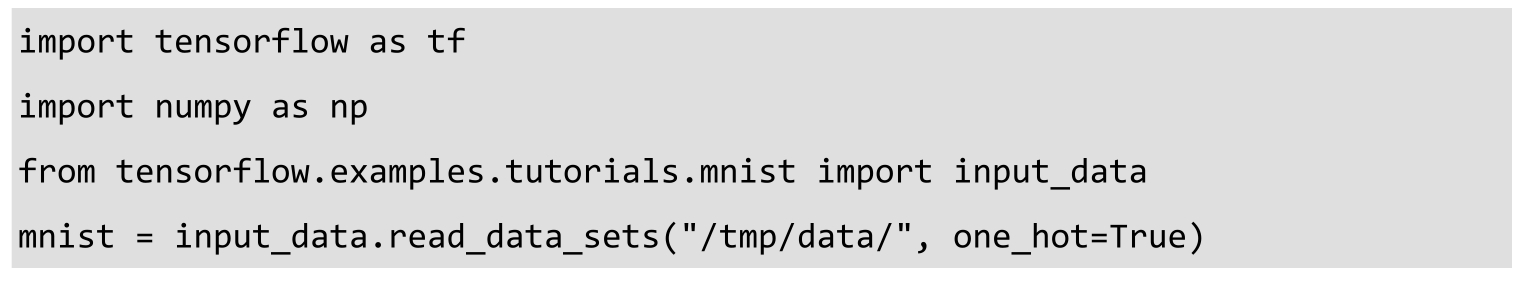 import tensorflow as tf
import numpy as np
from tensorflow.examples.tutorials.mnist import input_data
mnist = input_data.read_data_sets("/tmp/data/", one_hot=True)